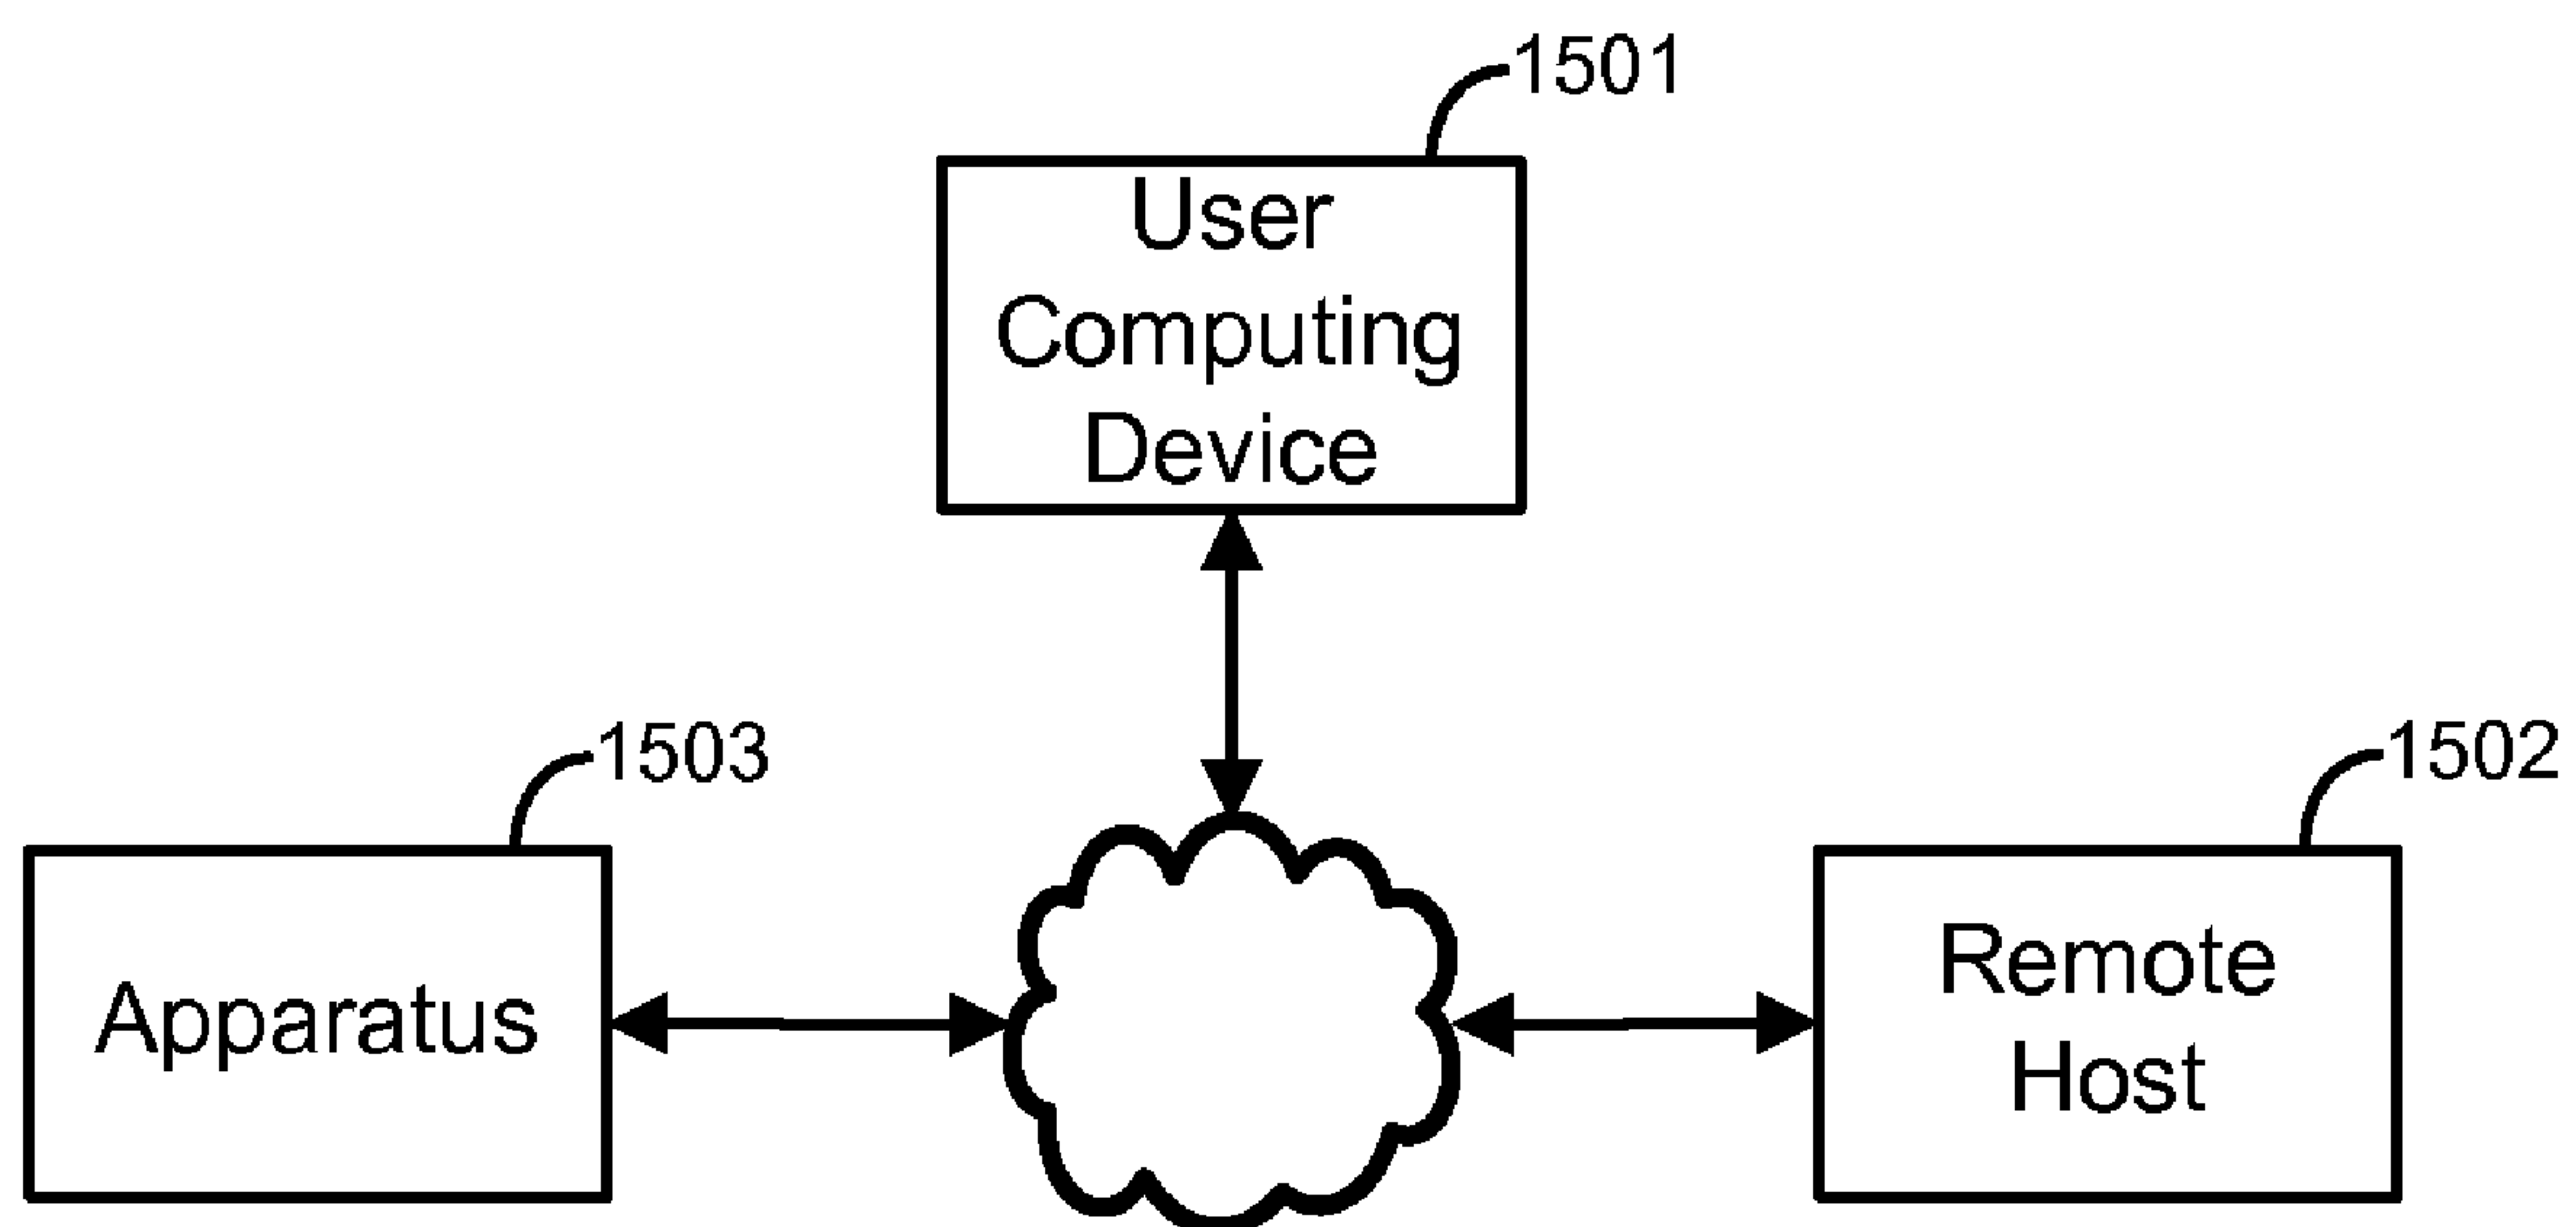 1501
User
Computing
Device
1503
Apparatus
1502
Remote
Host